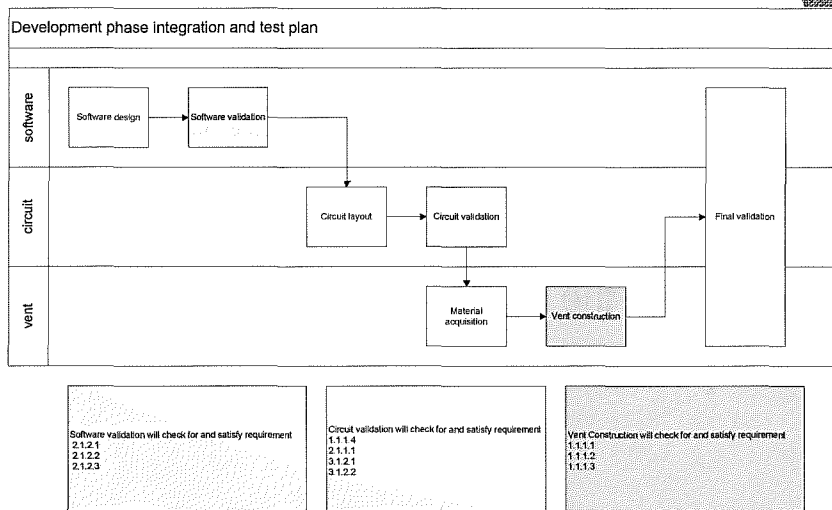 Development phase integration and test plan
software
Software design
Software validation
circuit
Circuit layout
Circuit validation
Final validation
vent
Material
acquisition
Vent construction
Software validation will check for and satisfy requirement
2.1.2.1
2.1.2.2
2.1.2.3
Circuit validation will check for and satisfy requirement
1.1.1.4
2.1.1.1
3.1.2.1
3.1.2.2
Vent Construction will check for and satisfy requirement
1.1.1.1
1.1.1.2
1.1.1.3